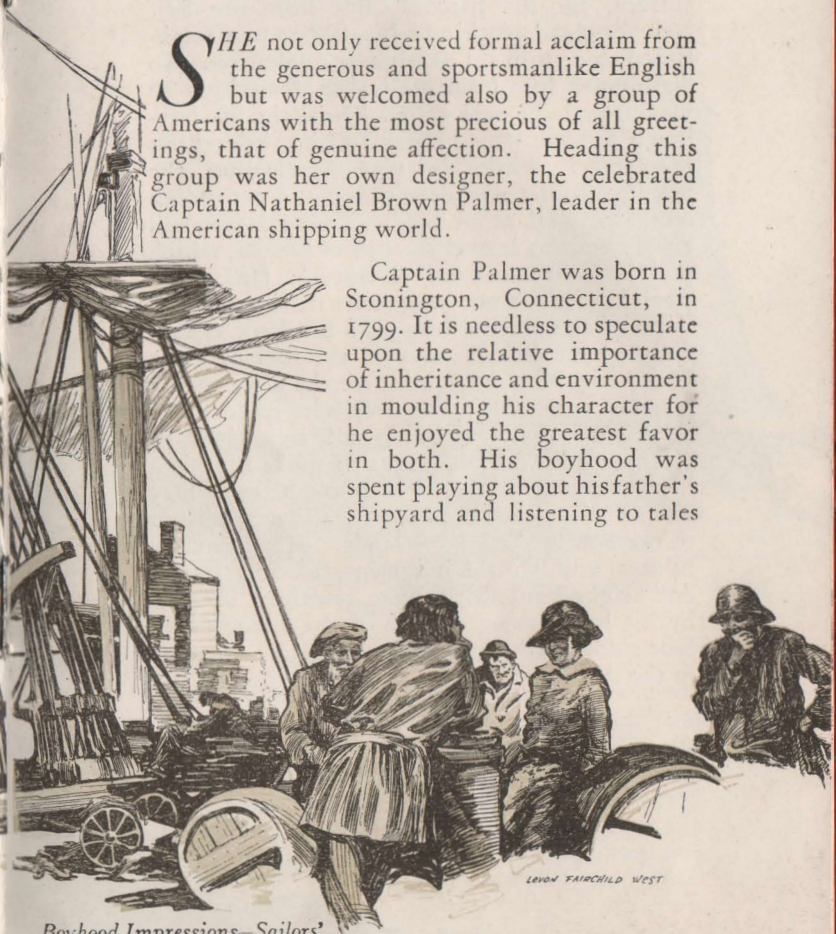 SHE not only received formal acclaim from
the generous and sportsmanlike English
but was welcomed also by a group of
Americans with the most precious of all greet-
ings, that of genuine affection. Heading this
group was her own designer, the celebrated
Captain Nathaniel Brown Palmer, leader in the
American shipping world.
Captain Palmer was born in
Stonington, Connecticut, in
1799. It is needless to speculate
upon the relative importance
of inheritance and environment
in moulding his character for
he enjoyed the greatest favor
in both. His boyhood was
spent playing about his father's
shipyard and listening to tales
LEVON FAIRCHILD WEST
Boyhood Impressions—Sailors'